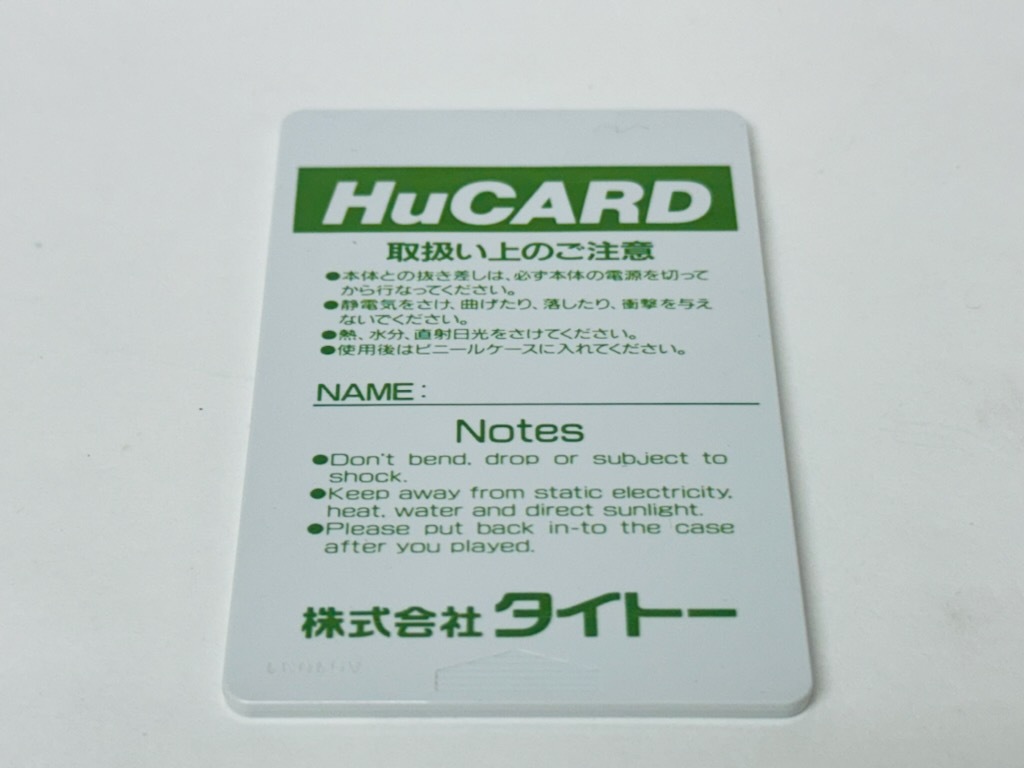 HuCARD
取扱い上のご注意
●本体との抜き差しは、必ず本体の電源を切って
から行なってください。
●静電気をさけ、曲げたり、落したり、衝撃を与え
ないでください。
●熱、水分、直射日光をさけてください。
●使用後はビニールケースに入れてください。
NAME:
Notes
●Don't bend, drop or subject to
shock.
●Keep away from static electricity,
heat, water and direct sunlight.
●Please put back in-to the case
after you played.
株式会社 タイトー